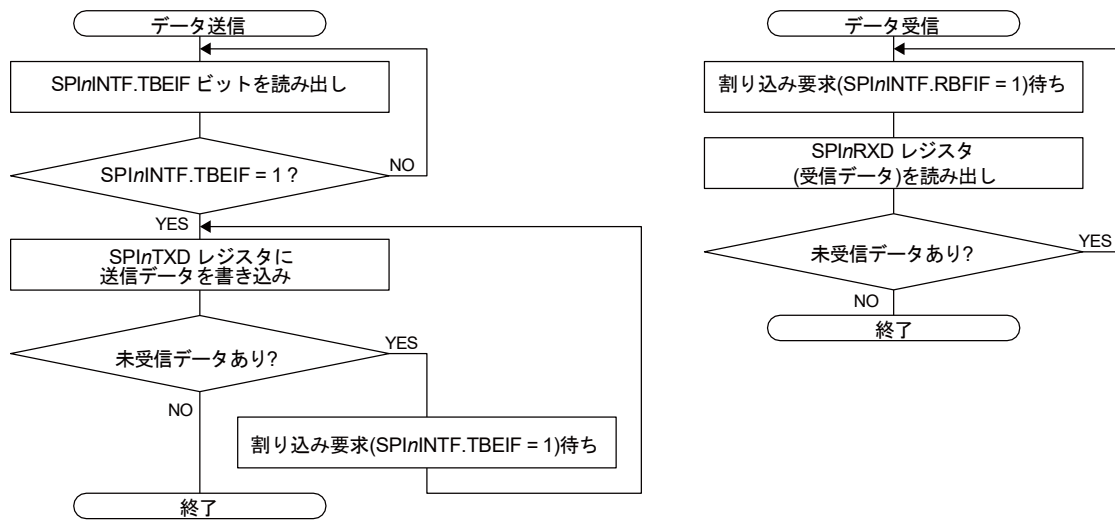 データ送信
SPInINTF.TBEIF ビットを読み出し
SPInINTF.TBEIF = 1 ?
NO
YES
SPInTXD レジスタに
送信データを書き込み
未受信データあり?
YES
NO
割り込み要求(SPInINTF.TBEIF = 1)待ち
終了
データ受信
割り込み要求(SPInINTF.RBFIF = 1)待ち
SPInRXD レジスタ
(受信データ)を読み出し
未受信データあり?
YES
NO
終了